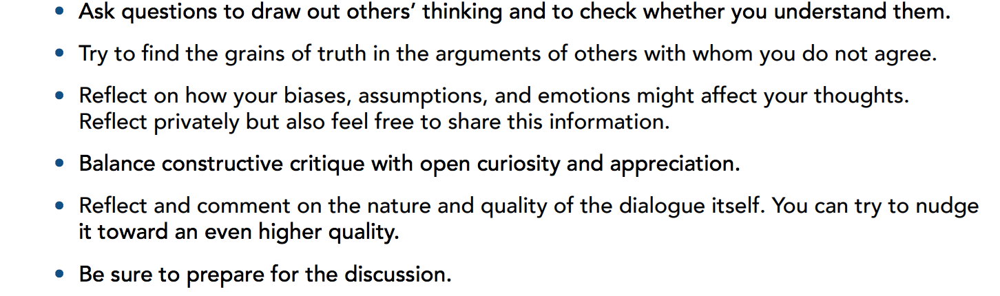 • Ask questions to draw out others’ thinking and to check whether you understand them.
• Try to find the grains of truth in the arguments of others with whom you do not agree.
• Reflect on how your biases, assumptions, and emotions might affect your thoughts.
Reflect privately but also feel free to share this information.
• Balance constructive critique with open curiosity and appreciation.
• Reflect and comment on the nature and quality of the dialogue itself. You can try to nudge
it toward an even higher quality.
• Be sure to prepare for the discussion.